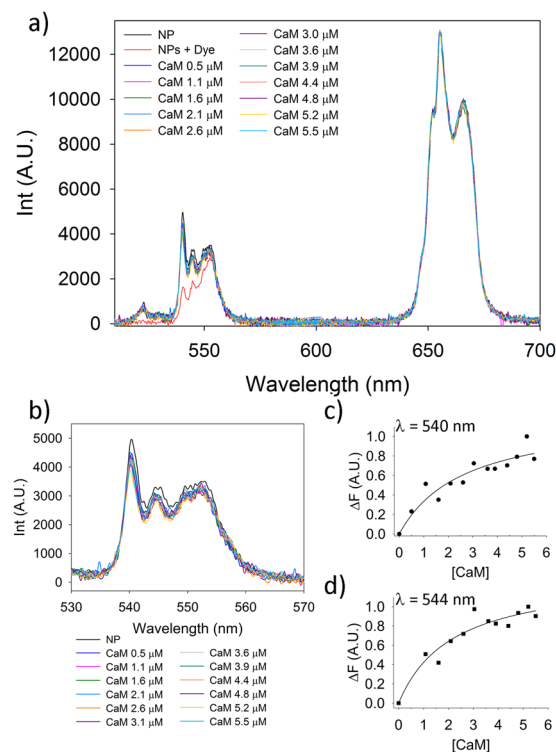 a)
12000
10000
8000
6000
4000
2000
0
Int (A.U.)
NP
NPs + Dye
CaM 0.5 μM
CaM 1.1 μM
CaM 1.6 μM
CaM 2.1 μM
CaM 2.6 μM
CaM 3.0 μM
CaM 3.6 μM
CaM 3.9 μM
CaM 4.4 μM
CaM 4.8 μM
CaM 5.2 μM
CaM 5.5 μM
550 600 650 700
Wavelength (nm)
b)
5000
4000
3000
2000
1000
0
Int (A.U.)
530 540 550 560 570
Wavelength (nm)
NP
CaM 0.5 μM
CaM 1.1 μM
CaM 1.6 μM
CaM 2.1 μM
CaM 2.6 μM
CaM 3.1 μM
CaM 3.6 μM
CaM 3.9 μM
CaM 4.4 μM
CaM 4.8 μM
CaM 5.2 μM
CaM 5.5 μM
c)
λ = 540 nm
1.0
0.8
0.6
0.4
0.2
0.0
ΔF (A.U.)
0 1 2 3 4 5 6
[CaM]
d)
λ = 544 nm
1.0
0.8
0.6
0.4
0.2
0.0
ΔF (A.U.)
0 1 2 3 4 5 6
[CaM]